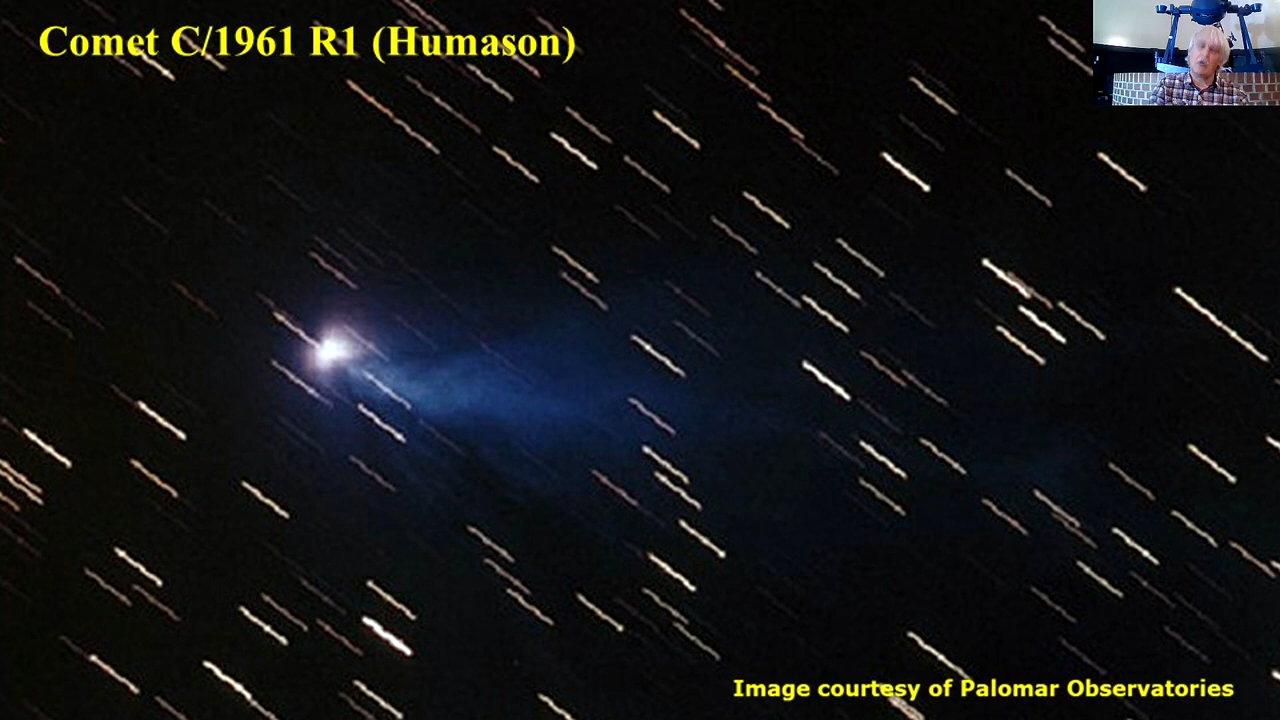 Comet C/1961 R1 (Humason)
Image courtesy of Palomar Observatories